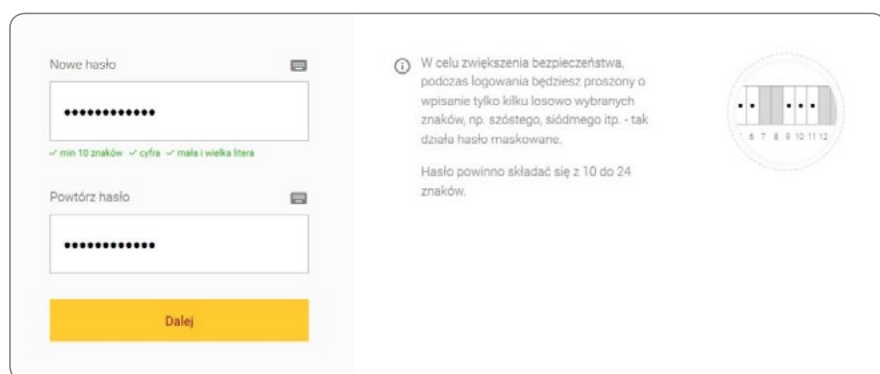 Nowe hasło
••••••••••••
✓ min 10 znaków ✓ cyfra ✓ mała i wielka litera
Powtórz hasło
••••••••••••
Dalej
W celu zwiększenia bezpieczeństwa,
podczas logowania będziesz proszony o
wpisanie tylko kilku losowo wybranych
znaków, np. szóstego, siódmego itp. - tak
działa hasło maskowane.
Hasło powinno składać się z 10 do 24
znaków.
6 7 8 9 10 11 12